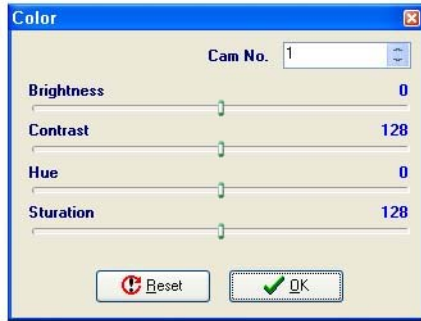 Color
Cam No. 1
Brightness 0
Contrast 128
Hue 0
Sturation 128
Reset OK